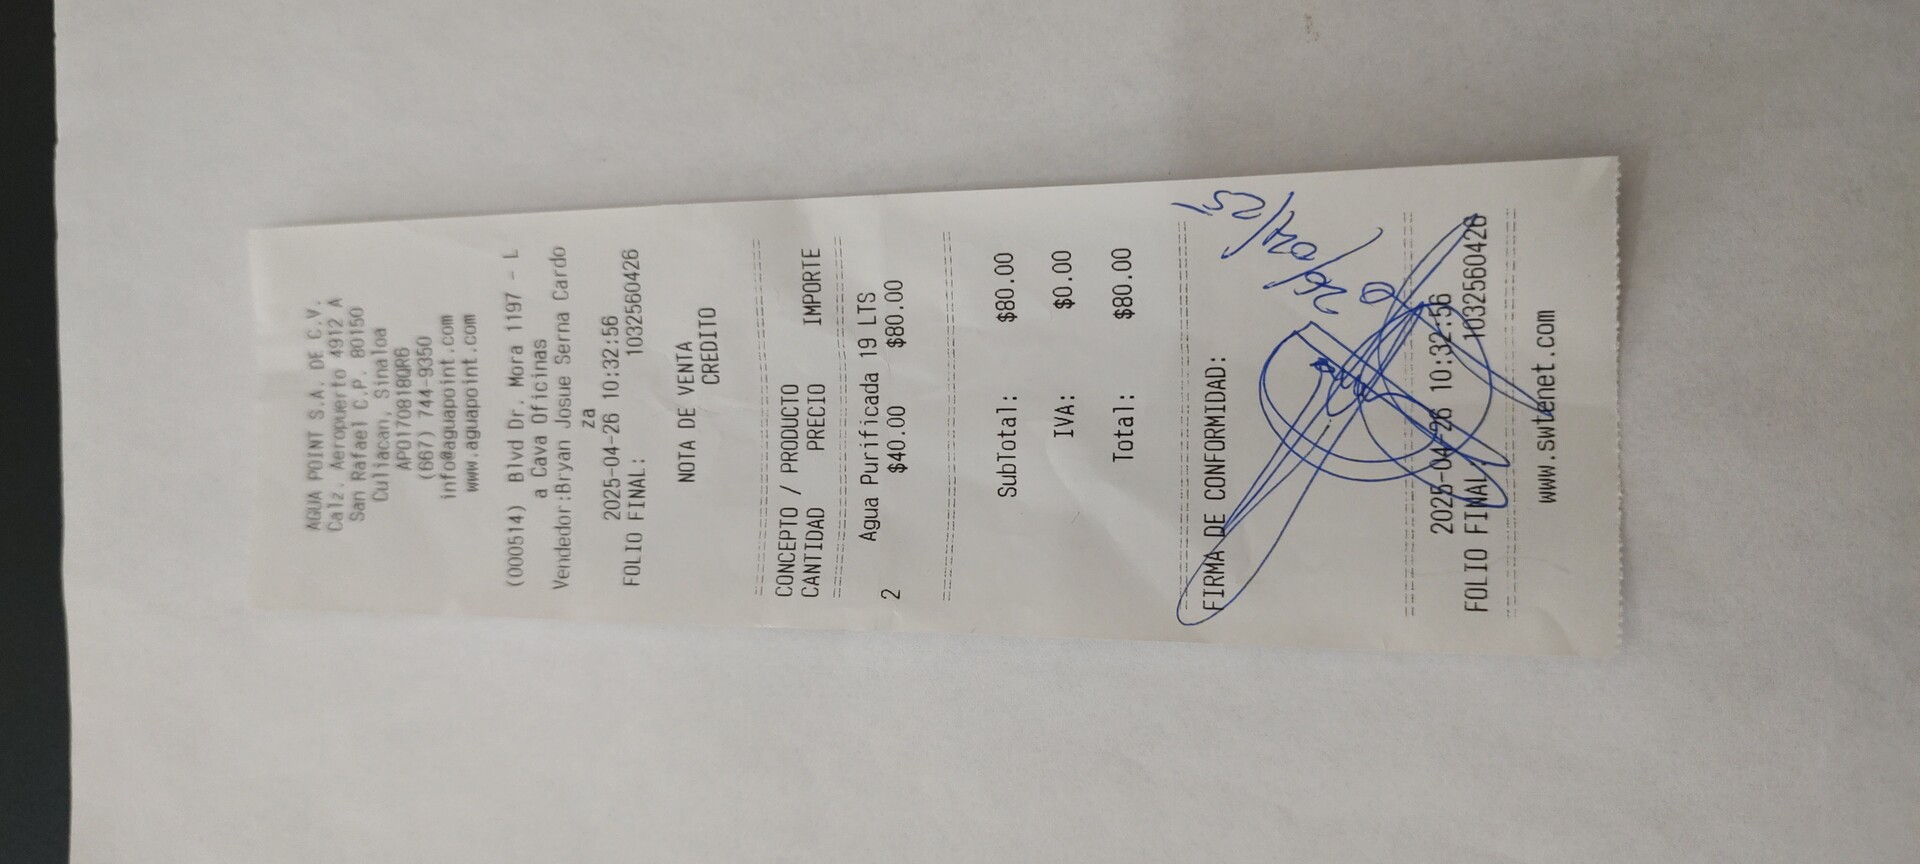 AGUA POINT S.A. DE C.V.
Calz. Aeropuerto 4912 A
San Rafael C.P. 80150
Culiacan, Sinaloa
APO170818QR6
(667) 744-9350
info@aguapoint.com
www.aguapoint.com
(000514) Blvd Dr. Mora 1197 - L
a Cava Oficinas
Vendedor:Bryan Josue Serna Cardo
za
2025-04-26 10:32:56
FOLIO FINAL: 1032560426
NOTA DE VENTA
CREDITO
CONCEPTO / PRODUCTO
CANTIDAD PRECIO IMPORTE
Agua Purificada 19 LTS
2 $40.00 $80.00
SubTotal: $80.00
IVA: $0.00
Total: $80.00
FIRMA DE CONFORMIDAD:
26/04/25
2025-04-26 10:32:56
FOLIO FINAL: 1032560426
www.swtenet.com